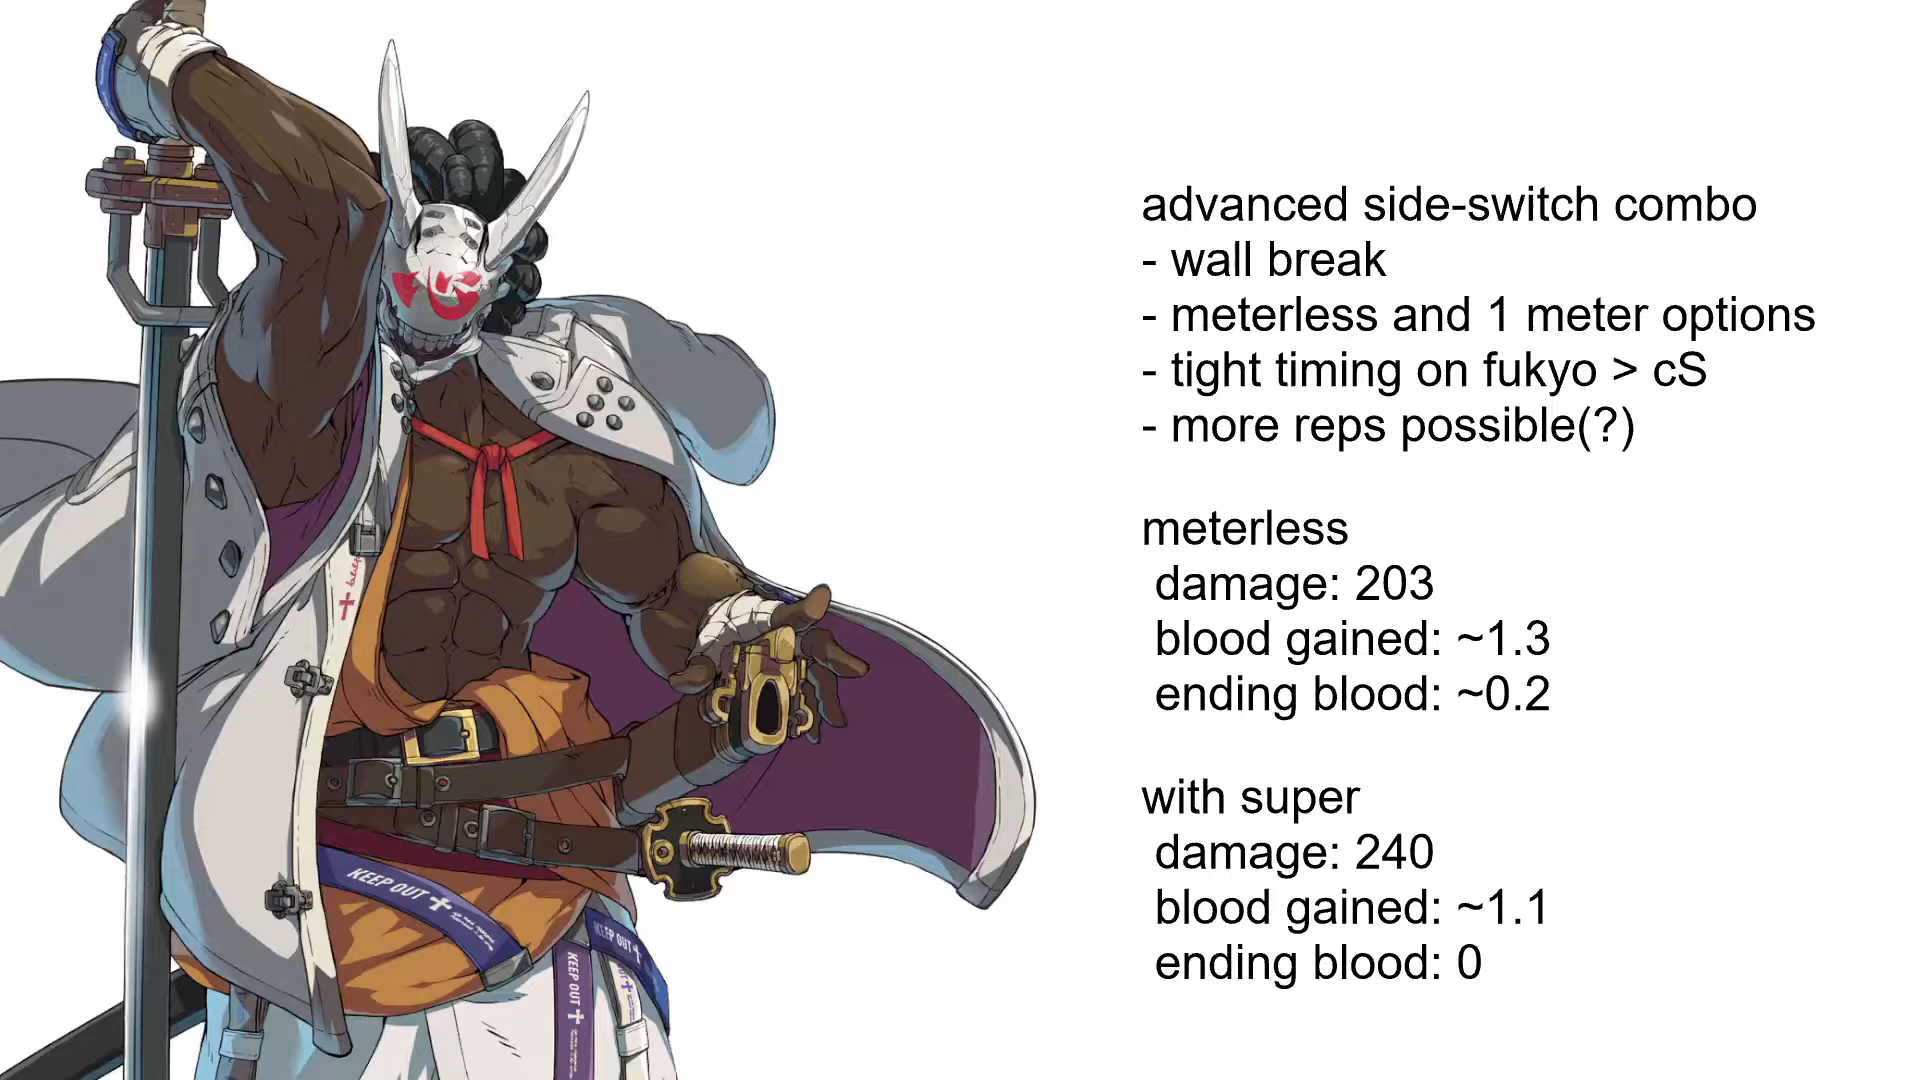 advanced side-switch combo
- wall break
- meterless and 1 meter options
- tight timing on fukyo > cS
- more reps possible(?)
meterless
damage: 203
blood gained: ~1.3
ending blood: ~0.2
with super
damage: 240
blood gained: ~1.1
ending blood: 0
KEEP OUT
KEEP OUT
KEEP OUT